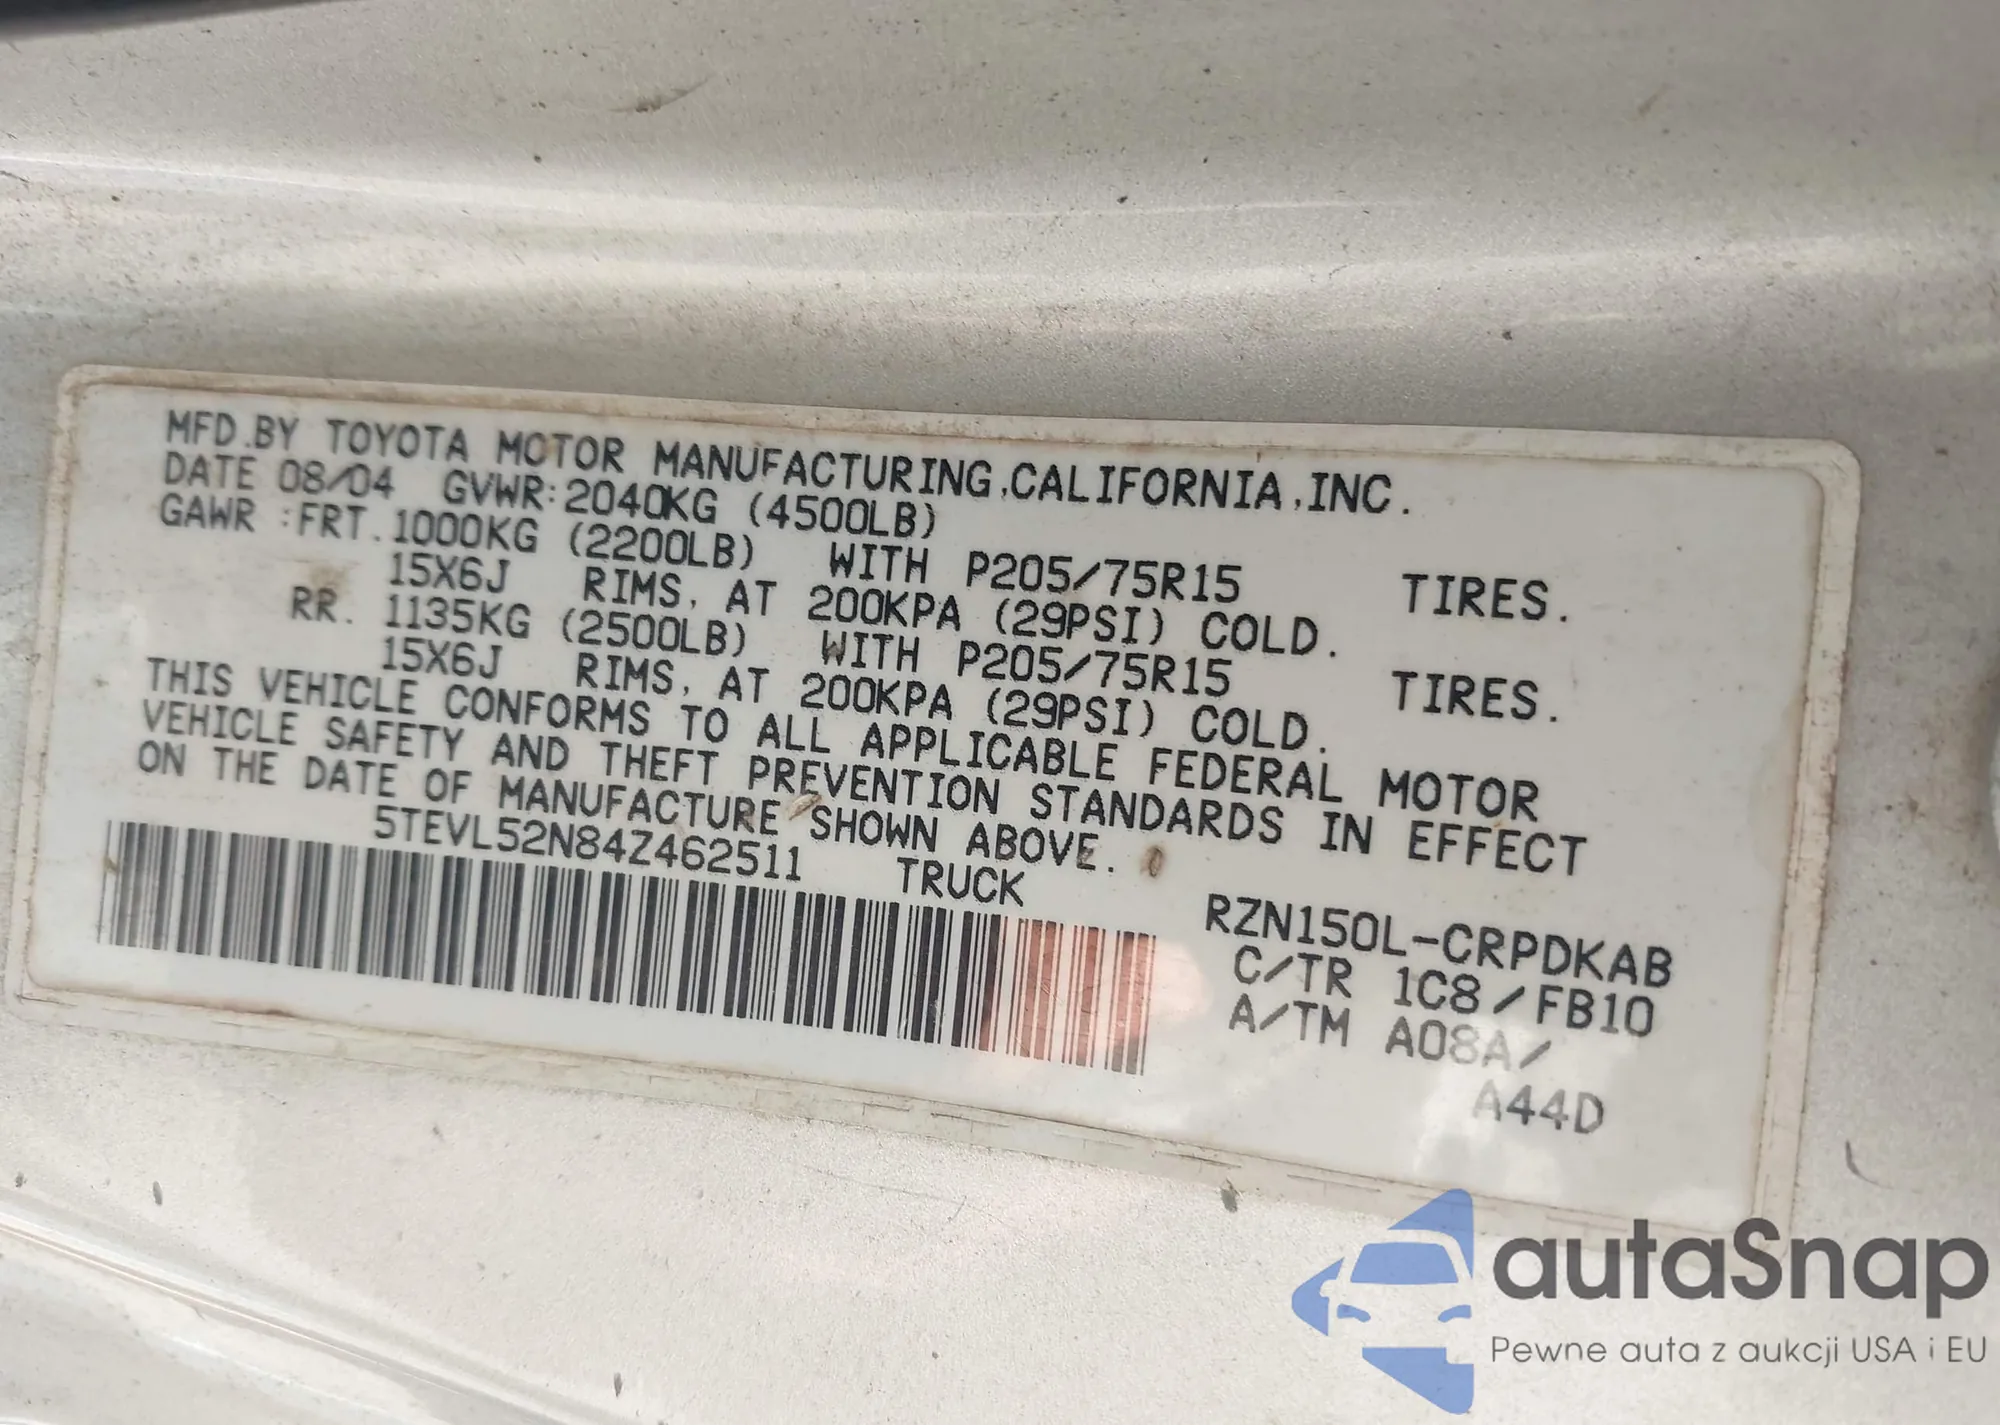 MFD.BY TOYOTA MOTOR MANUFACTURING,CALIFORNIA,INC.
DATE 08/04 GVWR:2040KG (4500LB)
GAWR :FRT.1000KG (2200LB) WITH P205/75R15 TIRES.
15X6J RIMS, AT 200KPA (29PSI) COLD.
RR. 1135KG (2500LB) WITH P205/75R15 TIRES.
15X6J RIMS, AT 200KPA (29PSI) COLD.
THIS VEHICLE CONFORMS TO ALL APPLICABLE FEDERAL MOTOR
VEHICLE SAFETY AND THEFT PREVENTION STANDARDS IN EFFECT
ON THE DATE OF MANUFACTURE SHOWN ABOVE.
5TEVL52N84Z462511 TRUCK
RZN150L-CRPDKAB
C/TR 1C8/FB10
A/TM A08A/
A44D
autaSnap
Pewne auta z aukcji USA i EU